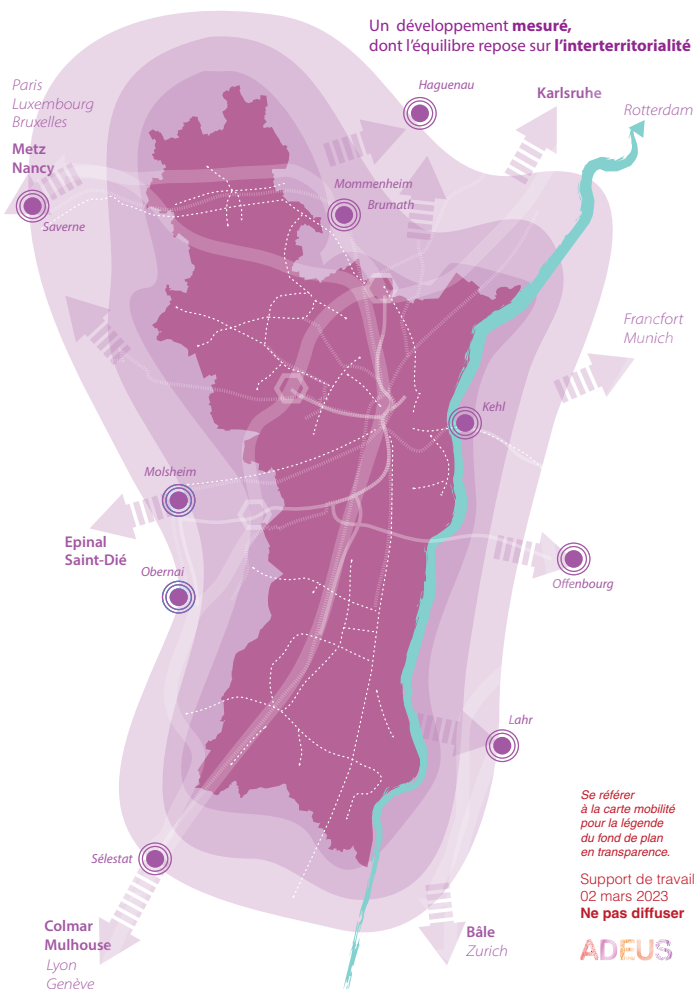 Un développement mesuré,
dont l'équilibre repose sur l'interterritorialité
Paris
Luxembourg
Bruxelles
Metz
Nancy
Saverne
Haguenau
Karlsruhe
Rotterdam
Mommenheim
Brumath
Francfort
Munich
Kehl
Molsheim
Epinal
Saint-Dié
Obernai
Offenbourg
Lahr
Sélestat
Colmar
Mulhouse
Lyon
Genève
Bâle
Zurich
Se référer
à la carte mobilité
pour la légende
du fond de plan
en transparence.
Support de travail
02 mars 2023
Ne pas diffuser
ADEUS